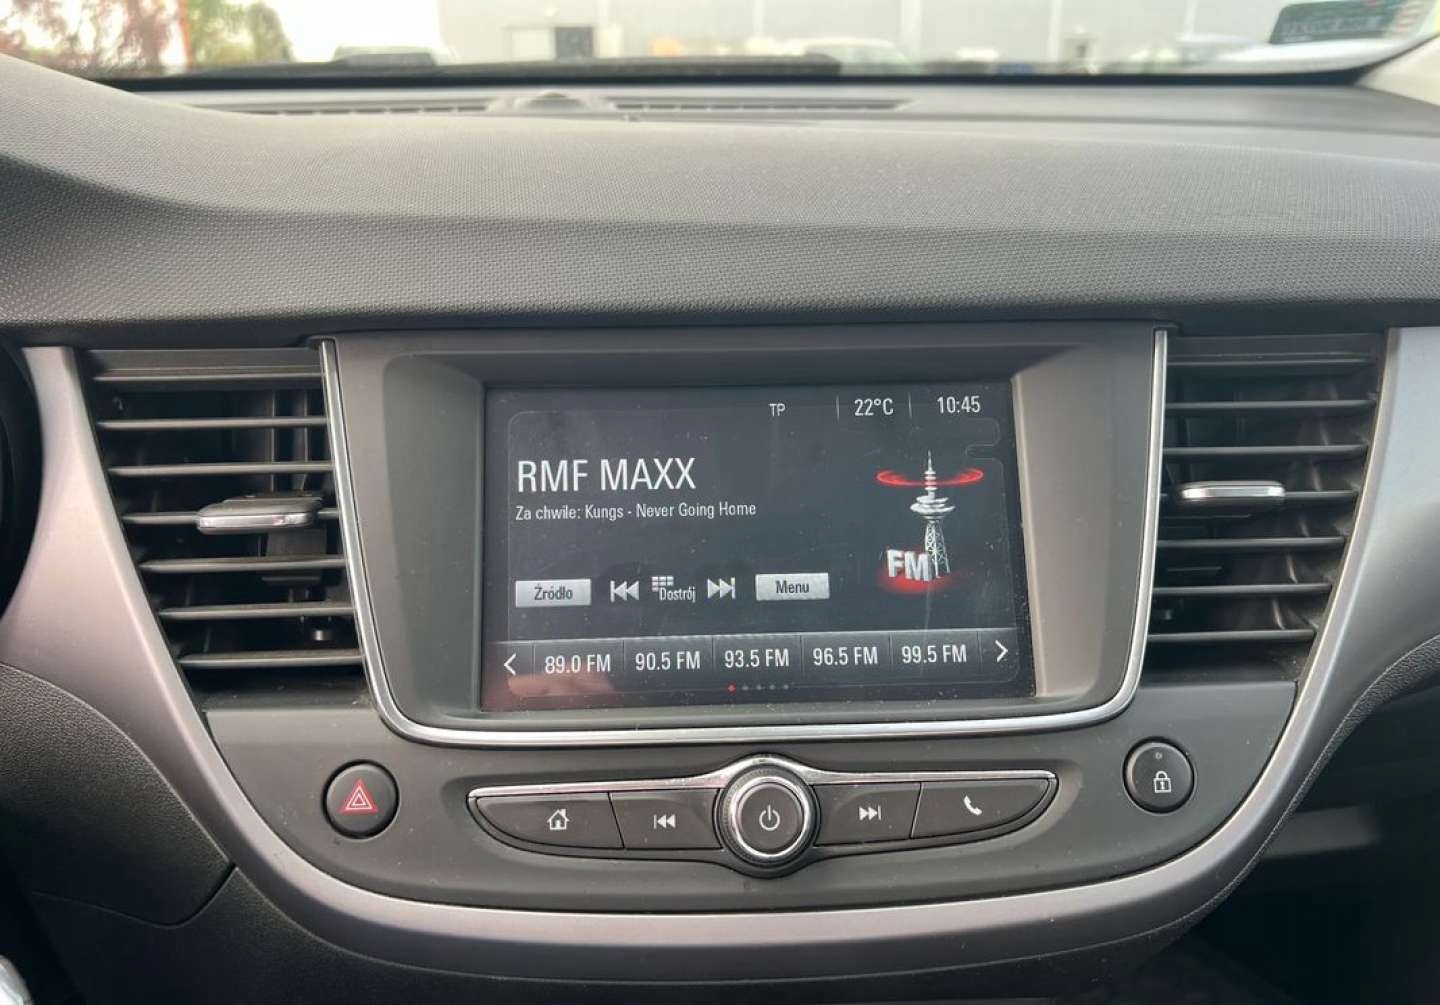 TP 22°C 10:45
RMF MAXX
Za chwile: Kungs - Never Going Home
FM
Źródło Dostrój Menu
89.0 FM 90.5 FM 93.5 FM 96.5 FM 99.5 FM